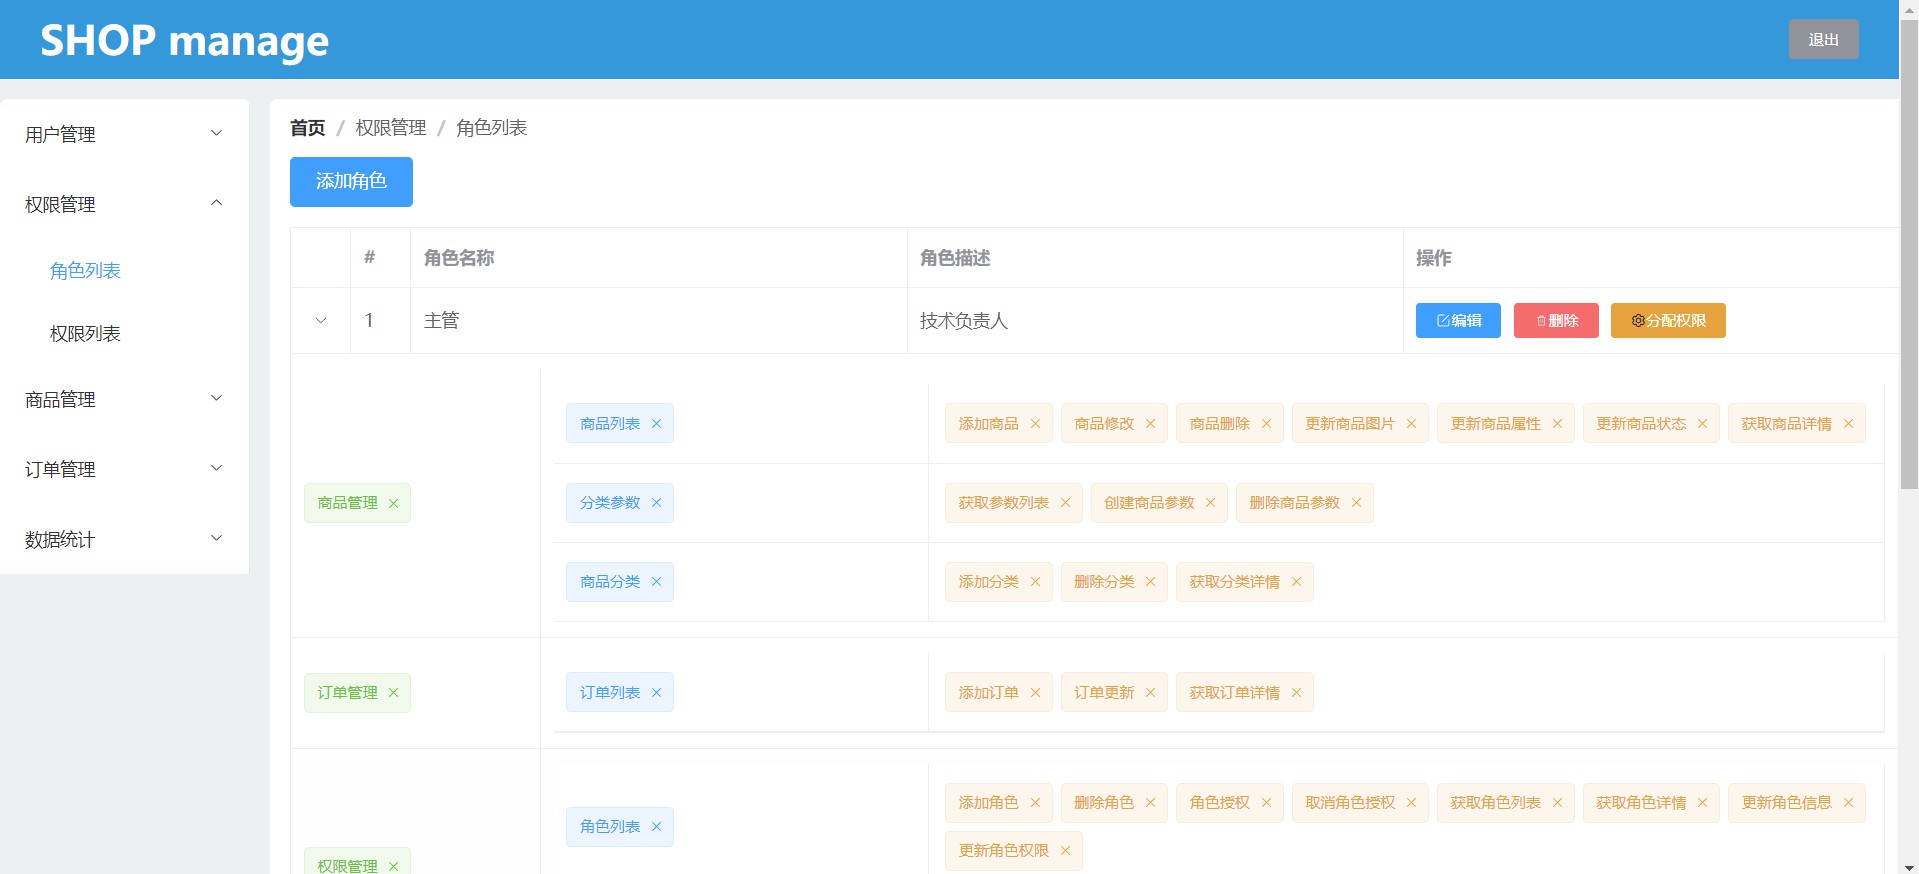 SHOP manage
退出
用户管理
权限管理
角色列表
权限列表
商品管理
订单管理
数据统计
首页 / 权限管理 / 角色列表
添加角色
# 角色名称 角色描述 操作
1 主管 技术负责人 编辑 删除 分配权限
商品管理
商品列表 添加商品 商品修改 商品删除 更新商品图片 更新商品属性 更新商品状态 获取商品详情
分类参数 获取参数列表 创建商品参数 删除商品参数
商品分类 添加分类 删除分类 获取分类详情
订单管理 订单列表 添加订单 订单更新 获取订单详情
权限管理
角色列表 添加角色 删除角色 角色授权 取消角色授权 获取角色列表 获取角色详情 更新角色信息
更新角色权限